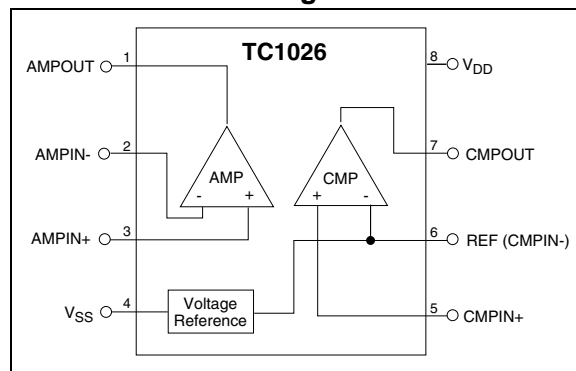 TC1026
AMPOUT 1
8 VDD
AMPIN- 2
7 CMPOUT
AMP
- +
CMP
+ -
AMPIN+ 3
6 REF (CMPIN-)
VSS 4
Voltage
Reference
5 CMPIN+